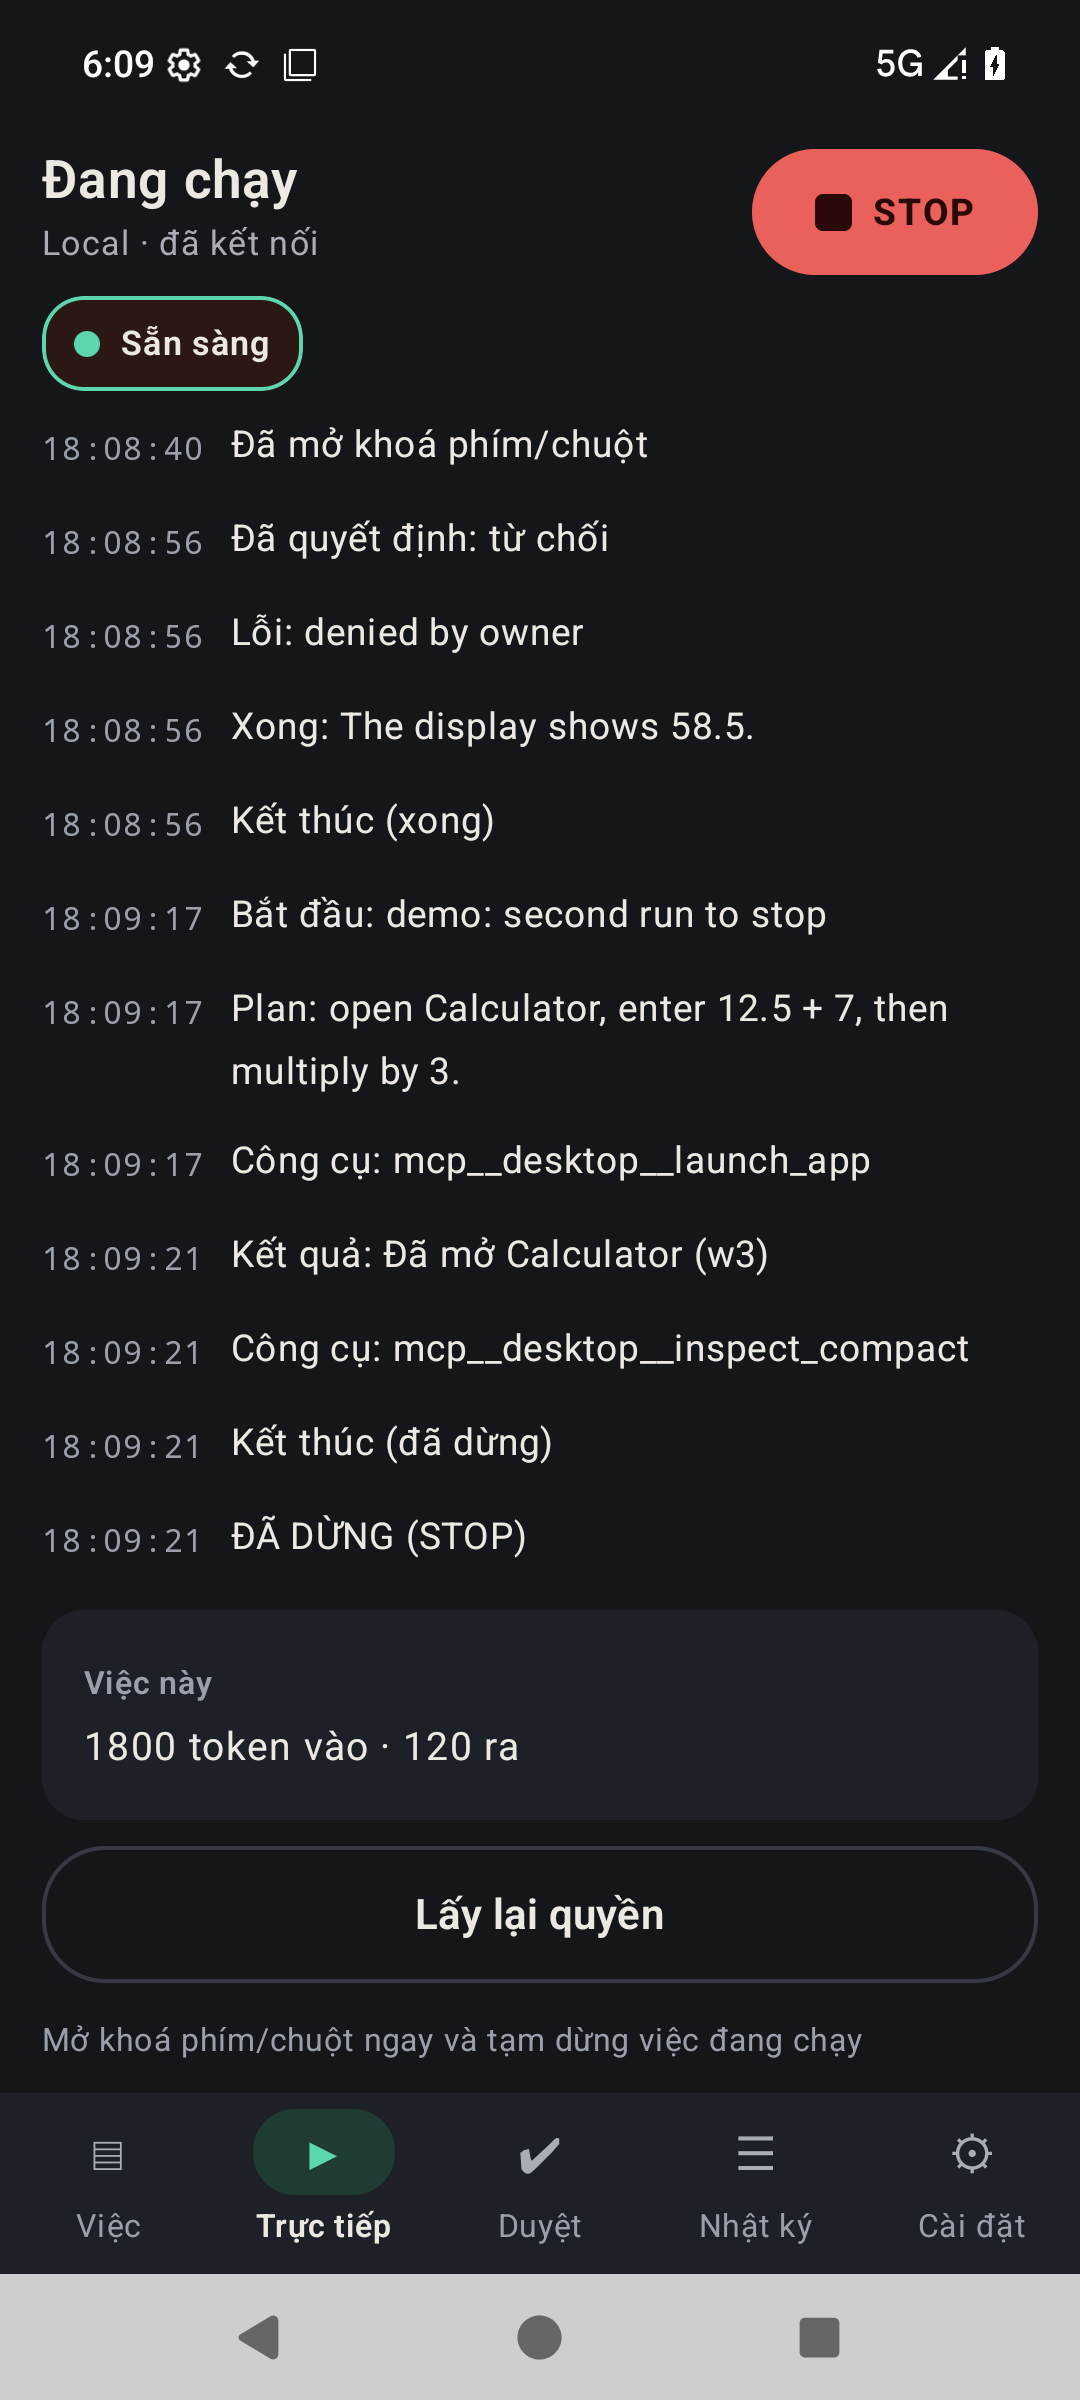 6:09
5G
Đang chạy
Local · đã kết nối
STOP
Sẵn sàng
18:08:40 Đã mở khoá phím/chuột
18:08:56 Đã quyết định: từ chối
18:08:56 Lỗi: denied by owner
18:08:56 Xong: The display shows 58.5.
18:08:56 Kết thúc (xong)
18:09:17 Bắt đầu: demo: second run to stop
18:09:17 Plan: open Calculator, enter 12.5 + 7, then
multiply by 3.
18:09:17 Công cụ: mcp__desktop__launch_app
18:09:21 Kết quả: Đã mở Calculator (w3)
18:09:21 Công cụ: mcp__desktop__inspect_compact
18:09:21 Kết thúc (đã dừng)
18:09:21 ĐÃ DỪNG (STOP)
Việc này
1800 token vào · 120 ra
Lấy lại quyền
Mở khoá phím/chuột ngay và tạm dừng việc đang chạy
Việc
Trực tiếp
Duyệt
Nhật ký
Cài đặt